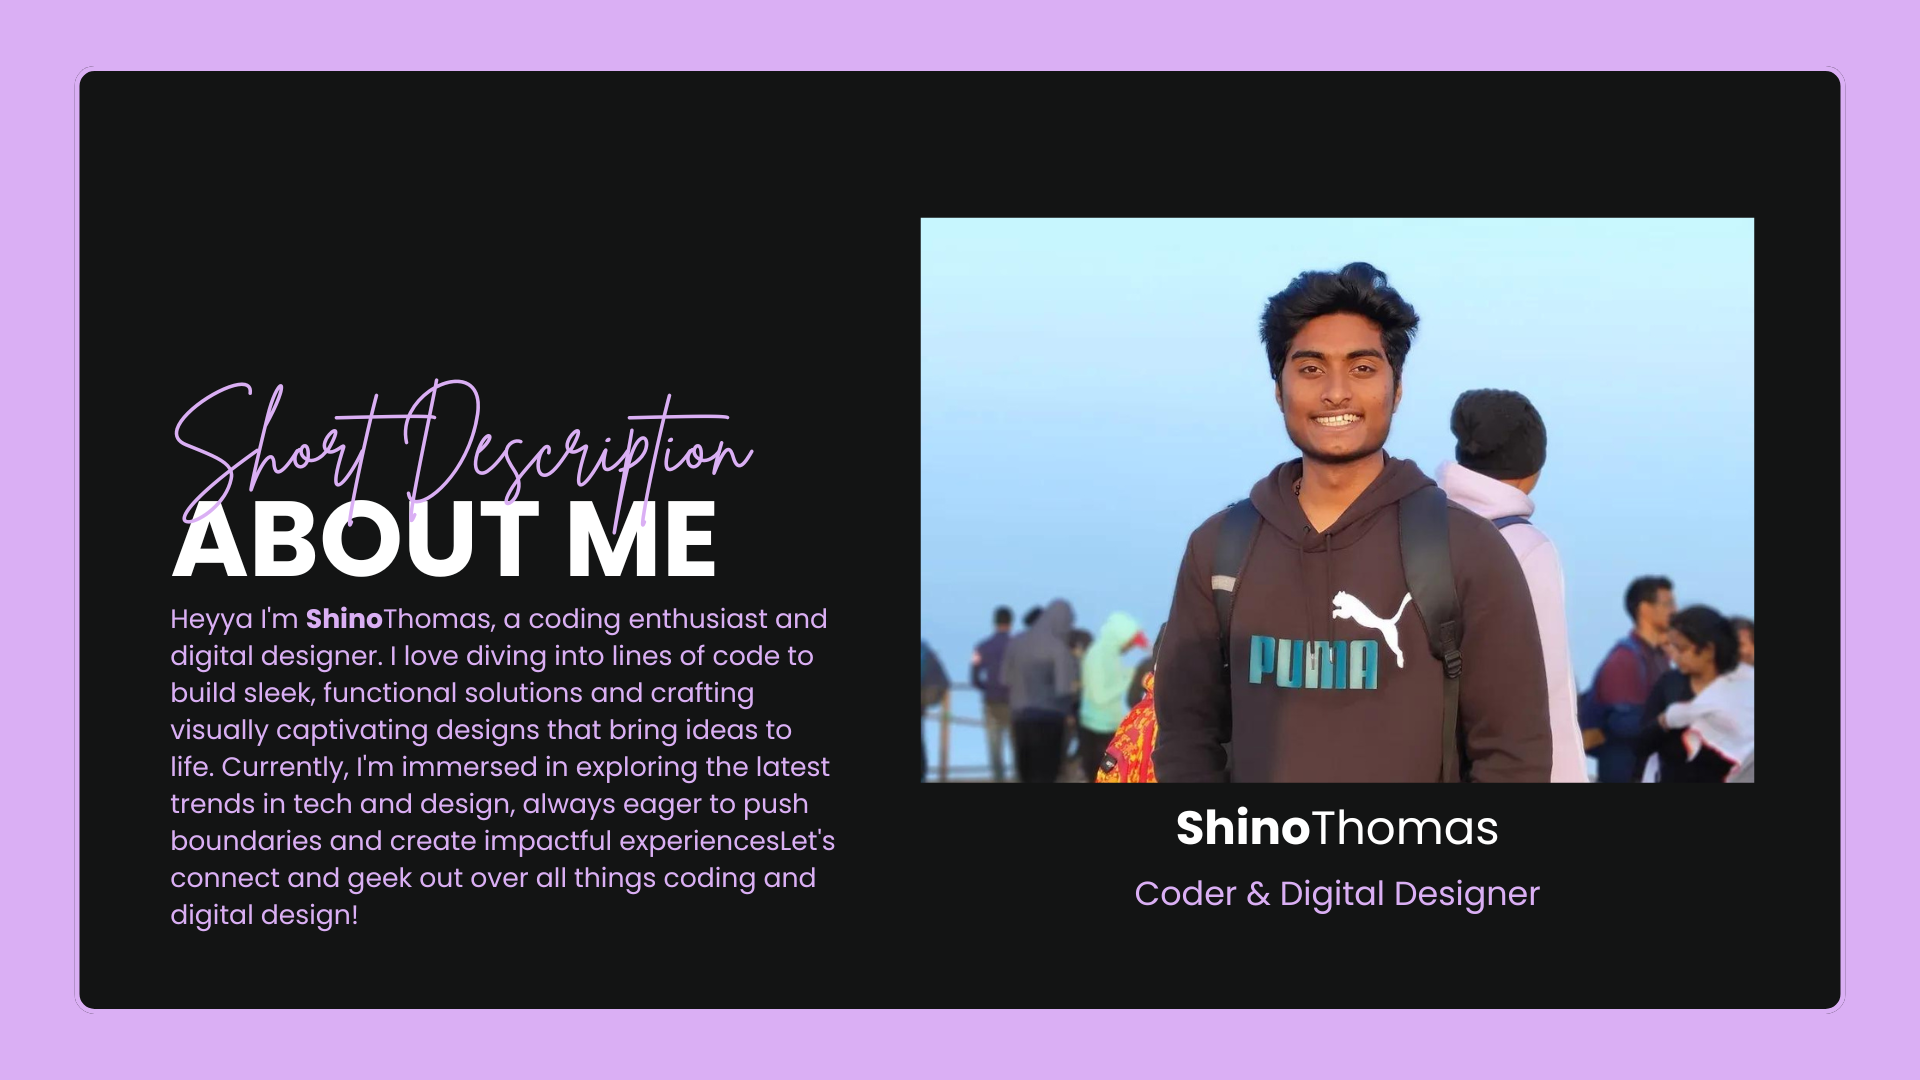 Short Description
ABOUT ME
Heyya I'm ShinoThomas, a coding enthusiast and
digital designer. I love diving into lines of code to
build sleek, functional solutions and crafting
visually captivating designs that bring ideas to
life. Currently, I'm immersed in exploring the latest
trends in tech and design, always eager to push
boundaries and create impactful experiencesLet's
connect and geek out over all things coding and
digital design!
PUMA
ShinoThomas
Coder & Digital Designer